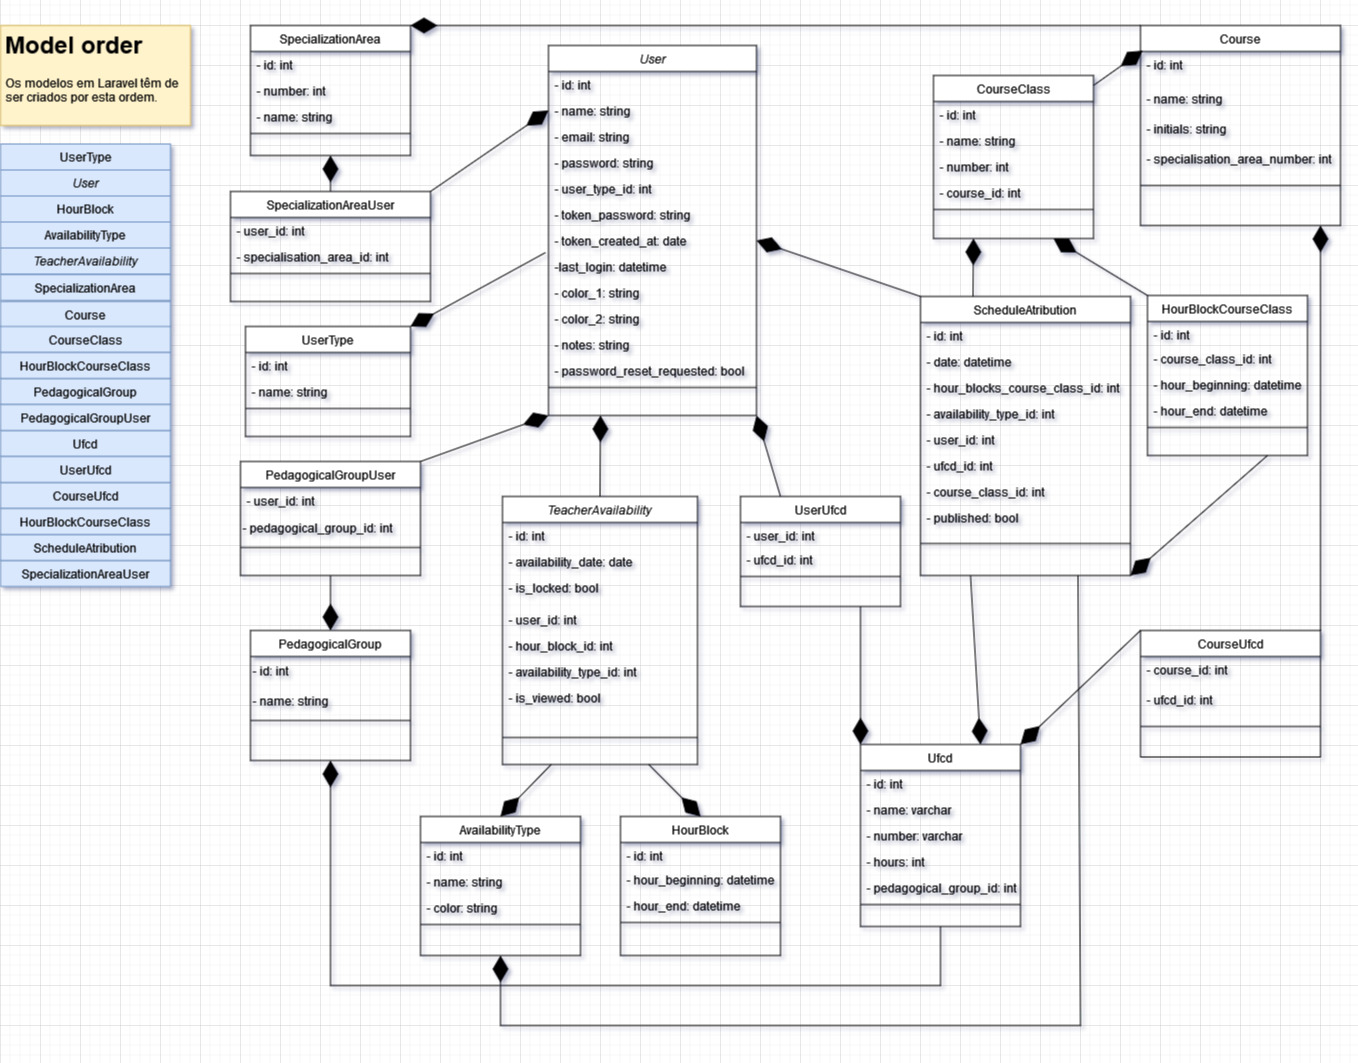 Model order
Os modelos em Laravel têm de
ser criados por esta ordem.
UserType
User
HourBlock
AvailabilityType
TeacherAvailability
SpecializationArea
Course
CourseClass
HourBlockCourseClass
PedagogicalGroup
PedagogicalGroupUser
Ufcd
UserUfcd
CourseUfcd
HourBlockCourseClass
ScheduleAtribution
SpecializationAreaUser
SpecializationArea
- id: int
- number: int
- name: string
SpecializationAreaUser
- user_id: int
- specialisation_area_id: int
UserType
- id: int
- name: string
PedagogicalGroupUser
- user_id: int
- pedagogical_group_id: int
PedagogicalGroup
- id: int
- name: string
User
- id: int
- name: string
- email: string
- password: string
- user_type_id: int
- token_password: string
- token_created_at: date
-last_login: datetime
- color_1: string
- color_2: string
- notes: string
- password_reset_requested: bool
TeacherAvailability
- id: int
- availability_date: date
- is_locked: bool
- user_id: int
- hour_block_id: int
- availability_type_id: int
- is_viewed: bool
AvailabilityType
- id: int
- name: string
- color: string
HourBlock
- id: int
- hour_beginning: datetime
- hour_end: datetime
UserUfcd
- user_id: int
- ufcd_id: int
Ufcd
- id: int
- name: varchar
- number: varchar
- hours: int
- pedagogical_group_id: int
CourseClass
- id: int
- name: string
- number: int
- course_id: int
ScheduleAtribution
- id: int
- date: datetime
- hour_blocks_course_class_id: int
- availability_type_id: int
- user_id: int
- ufcd_id: int
- course_class_id: int
- published: bool
Course
- id: int
- name: string
- initials: string
- specialisation_area_number: int
HourBlockCourseClass
- id: int
- course_class_id: int
- hour_beginning: datetime
- hour_end: datetime
CourseUfcd
- course_id: int
- ufcd_id: int